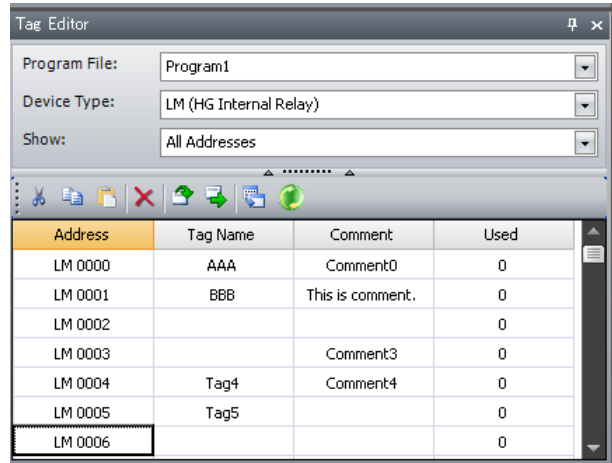 Tag Editor
Program File: Program1
Device Type: LM (HG Internal Relay)
Show: All Addresses
Address Tag Name Comment Used
LM 0000 AAA Comment0 0
LM 0001 BBB This is comment. 0
LM 0002 0
LM 0003 Comment3 0
LM 0004 Tag4 Comment4 0
LM 0005 Tag5 0
LM 0006 0